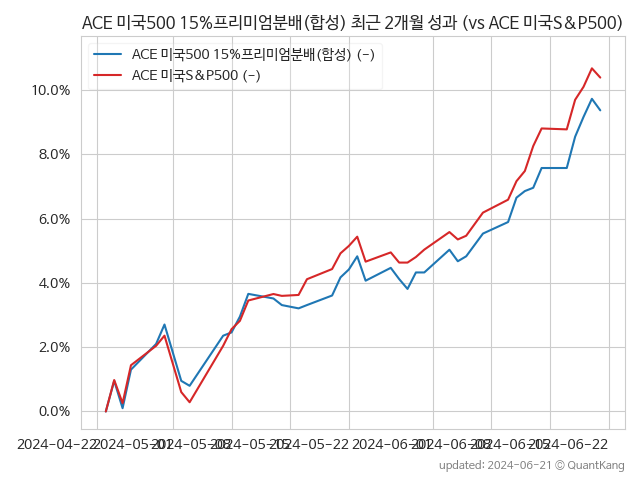 ACE 미국500 15%프리미엄분배(합성) 최근 2개월 성과 (vs ACE 미국S&P500)
ACE 미국500 15%프리미엄분배(합성) (-)
ACE 미국S&P500 (-)
10.0%
8.0%
6.0%
4.0%
2.0%
0.0%
2024-04-22 2024-05-01 2024-05-08 2024-05-15 2024-05-22 2024-06-01 2024-06-08 2024-06-15 2024-06-22
updated: 2024-06-21 © QuantKang